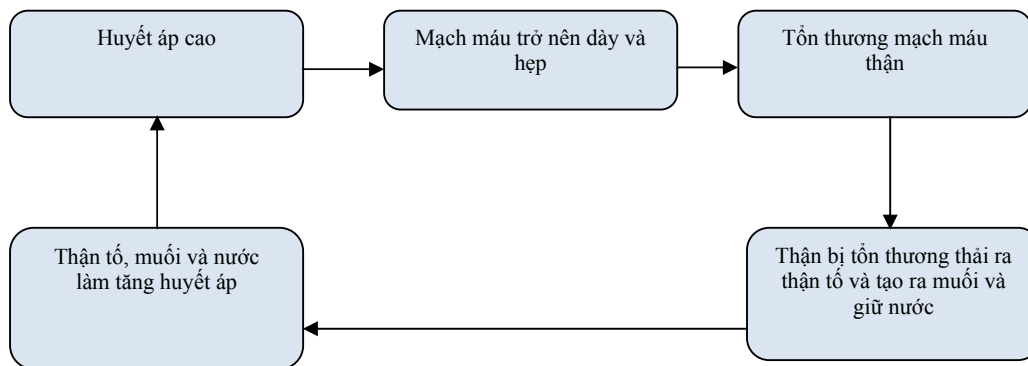 Huyết áp cao
Mạch máu trở nên dày và
hẹp
Tổn thương mạch máu
thận
Thận bị tổn thương thải ra
thận tố và tạo ra muối và
giữ nước
Thận tố, muối và nước
làm tăng huyết áp